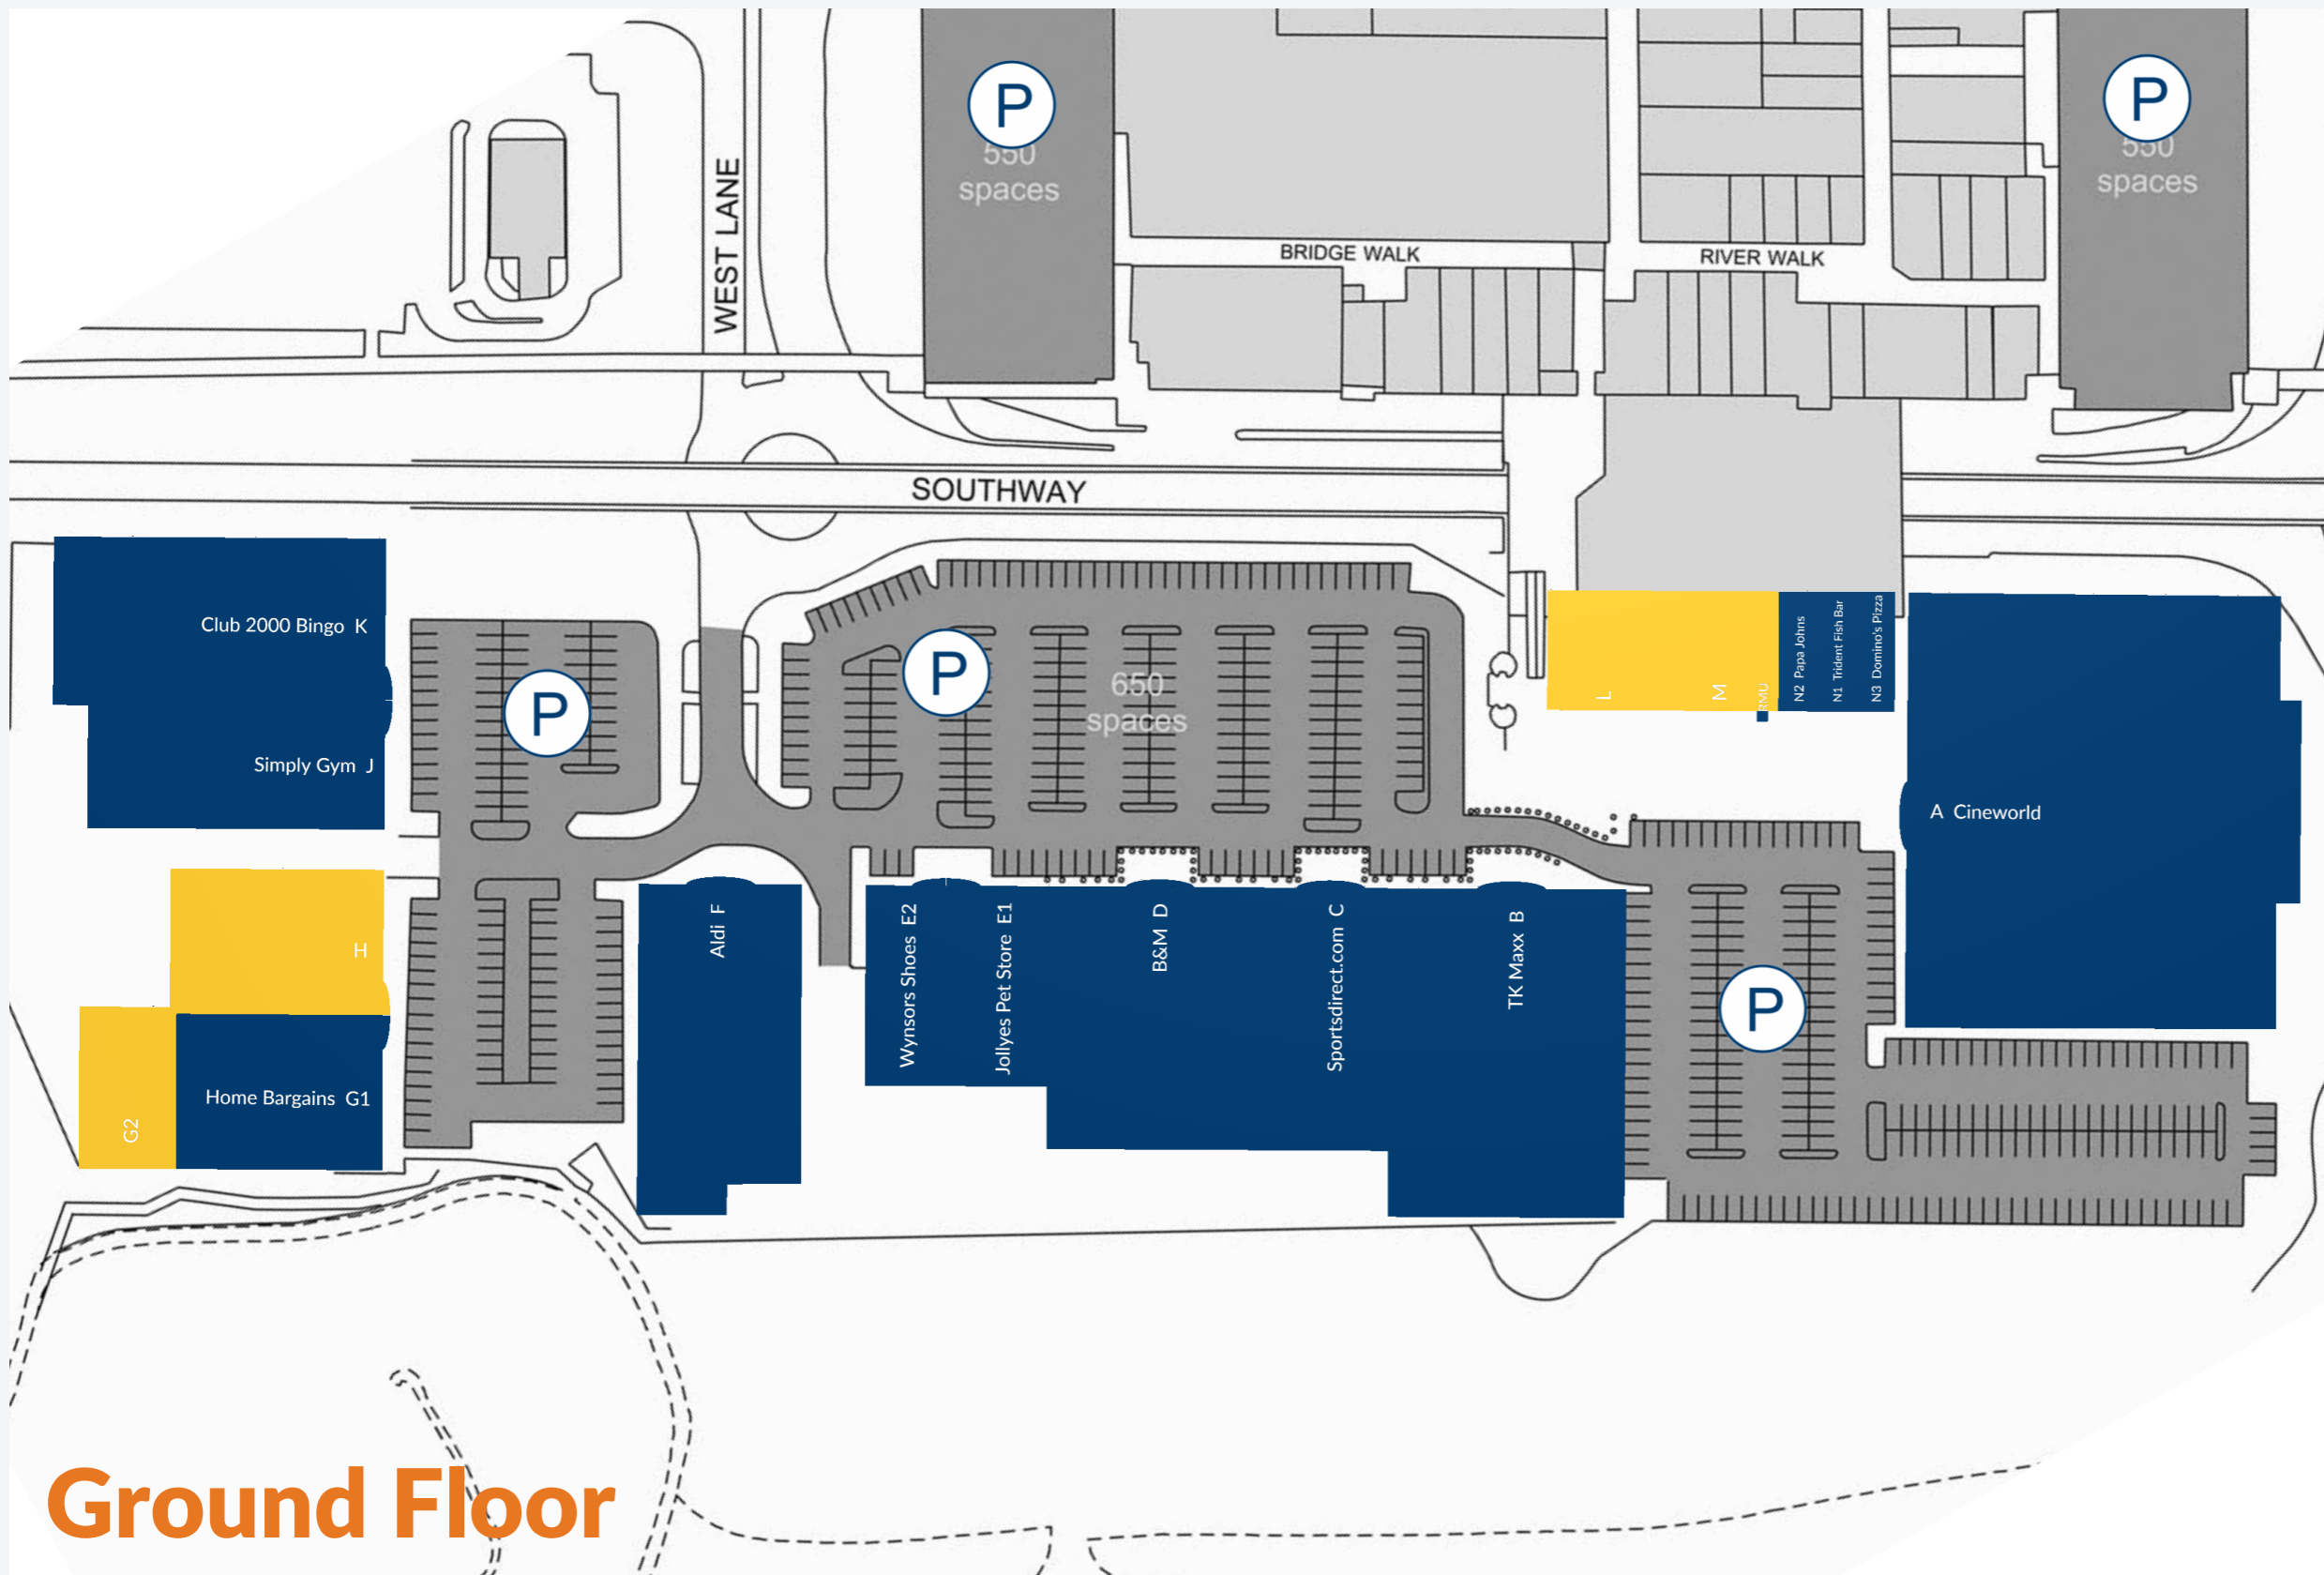 P
550
spaces
P
550
spaces
WEST LANE
BRIDGE WALK
RIVER WALK
SOUTHWAY
Club 2000 Bingo K
Simply Gym J
P
P
650
spaces
L
M
RMU
N2 Papa Johns
N1 Trident Fish Bar
N3 Domino's Pizza
A Cineworld
H
G2
Home Bargains G1
Aldi F
Wynsors Shoes E2
Jollyes Pet Store E1
B&M D
Sportsdirect.com C
TK Maxx B
P
Ground Floor